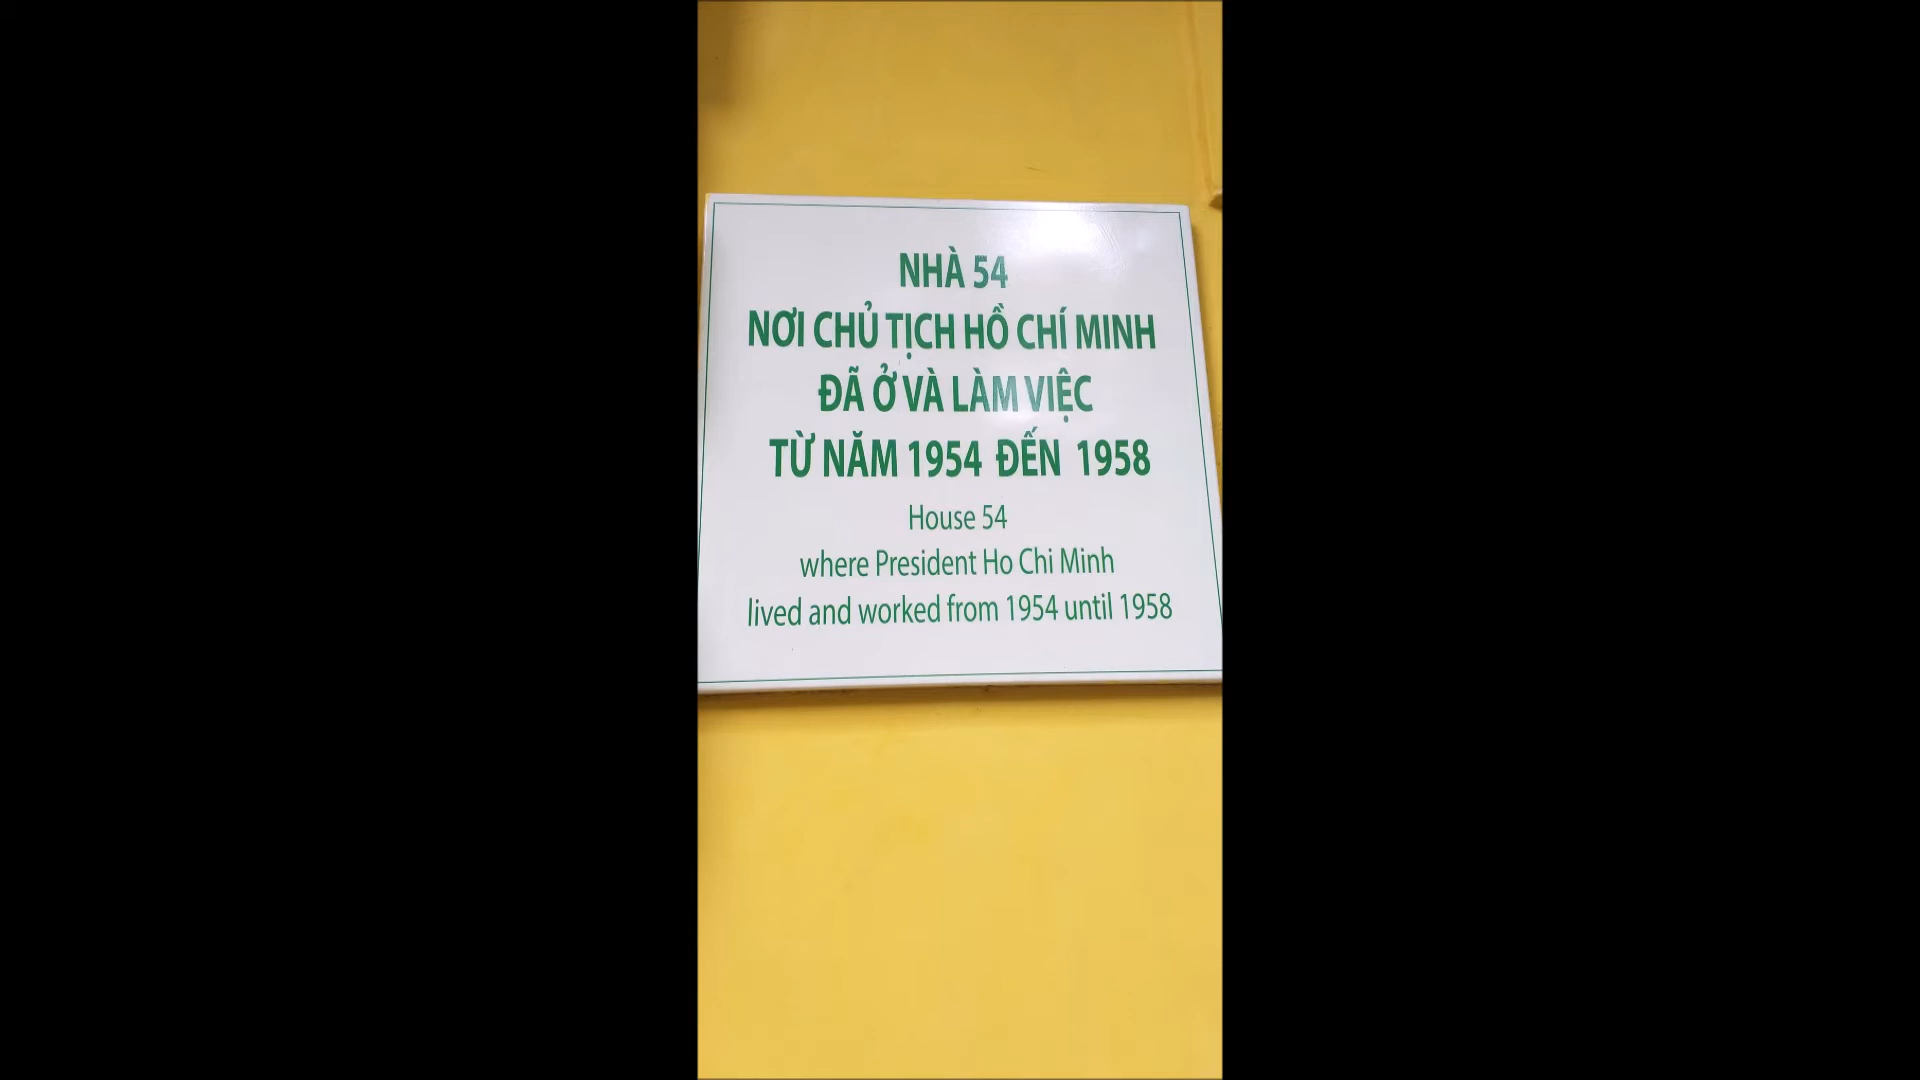 NHÀ 54
NƠI CHỦ TỊCH HỒ CHÍ MINH
ĐÃ Ở VÀ LÀM VIỆC
TỪ NĂM 1954 ĐẾN 1958
House 54
where President Ho Chi Minh
lived and worked from 1954 until 1958